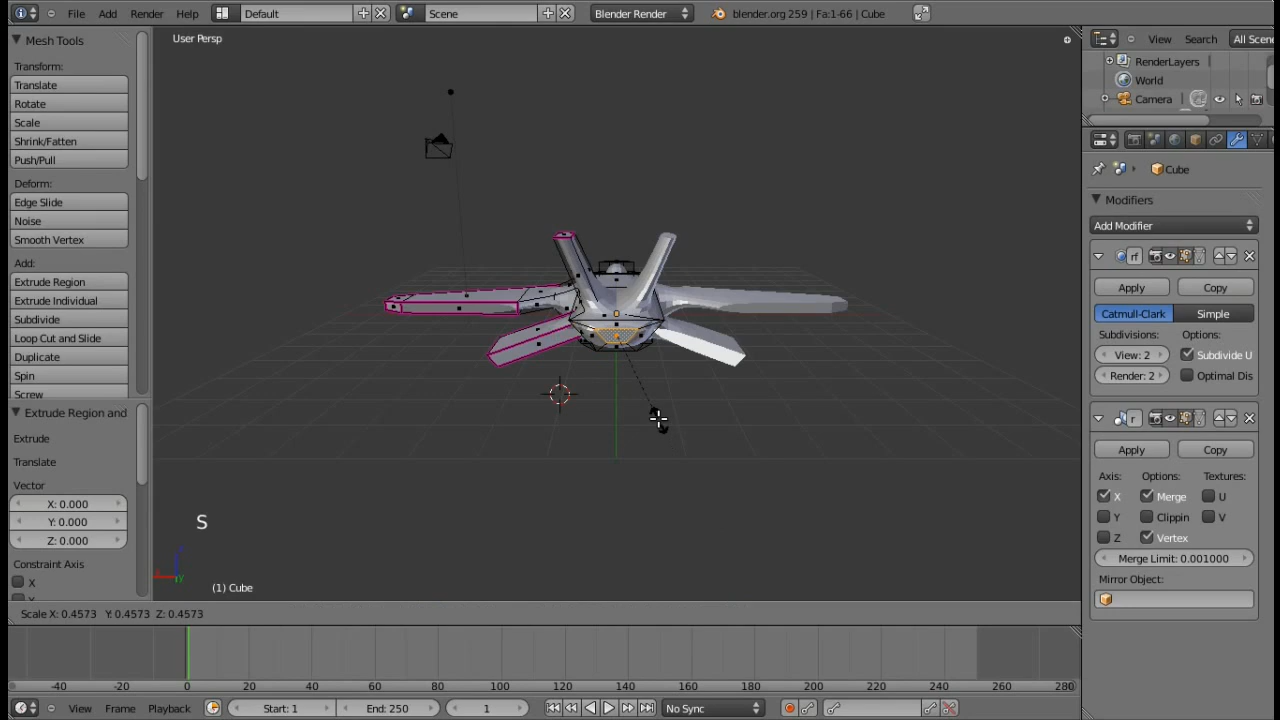 File Add Render Help Default Scene Blender Render blender.org 259 | Fa:1-66 | Cube
Mesh Tools
Transform:
Translate
Rotate
Scale
Shrink/Fatten
Push/Pull
Deform:
Edge Slide
Noise
Smooth Vertex
Add:
Extrude Region
Extrude Individual
Subdivide
Loop Cut and Slide
Duplicate
Spin
Screw
Extrude Region and
Extrude
Translate
Vector
X: 0.000
Y: 0.000
Z: 0.000
Constraint Axis
X
User Persp
S
(1) Cube
Scale X: 0.4573 Y: 0.4573 Z: 0.4573
-40 -20 0 20 40 60 80 100 120 140 160 180 200 220 240 260 280
View Frame Playback Start: 1 End: 250 1 No Sync
View Search All Scene
RenderLayers
World
Camera
Cube
Modifiers
Add Modifier
Apply Copy
Catmull-Clark Simple
Subdivisions: Options:
View: 2 Subdivide U
Render: 2 Optimal Dis
Apply Copy
Axis: Options: Textures:
X Merge U
Y Clippin V
Z Vertex
Merge Limit: 0.001000
Mirror Object: